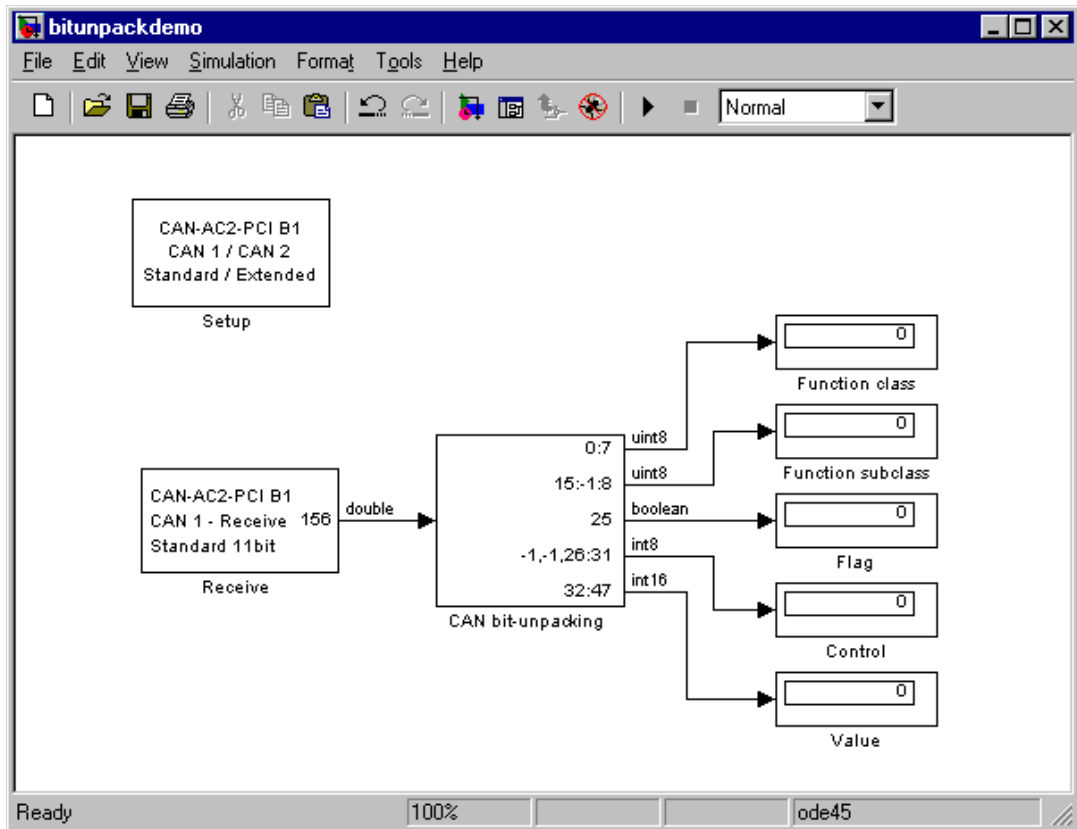 bitunpackdemo
File Edit View Simulation Format Tools Help
Normal
CAN-AC2-PCI B1
CAN 1 / CAN 2
Standard / Extended
Setup
0
Function class
0
Function subclass
0
Flag
0
Control
0
Value
CAN-AC2-PCI B1
CAN 1 - Receive
Standard 11bit
156
Receive
double
0:7
15:-1:8
25
-1,-1,26:31
32:47
CAN bit-unpacking
uint8
uint8
boolean
int8
int16
Ready
100%
ode45